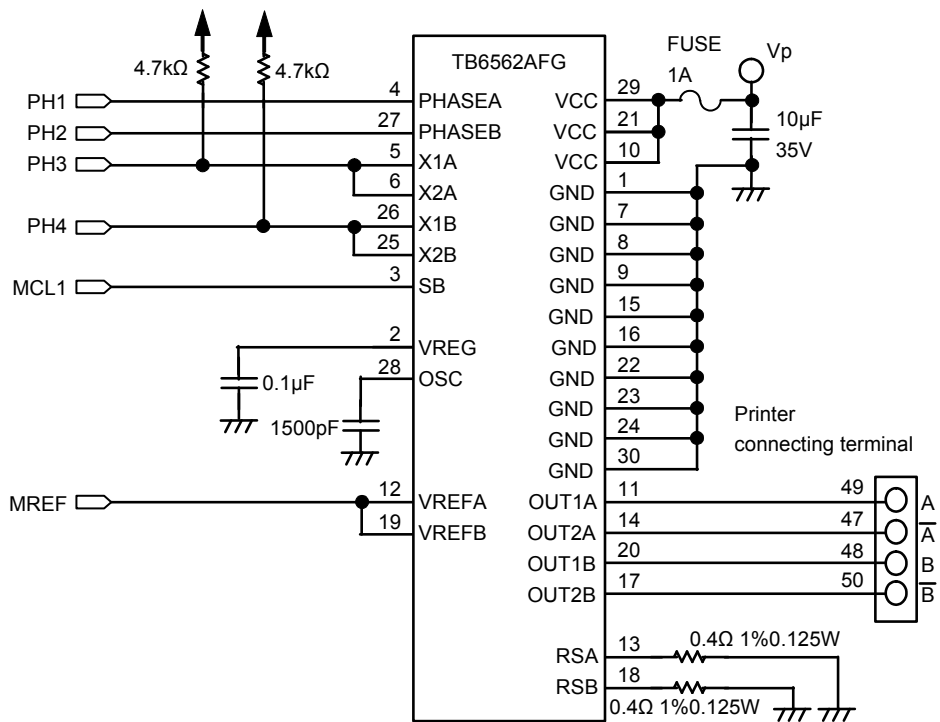 4.7kΩ
4.7kΩ
TB6562AFG
FUSE
1A
Vp
10µF
35V
PH1
4
PHASEA
VCC
29
PH2
27
PHASEB
VCC
21
PH3
5
X1A
VCC
10
6
X2A
GND
1
PH4
26
X1B
GND
7
25
X2B
GND
8
MCL1
3
SB
GND
9
GND
15
2
VREG
GND
16
0.1µF
28
OSC
GND
22
1500pF
GND
23
GND
24
GND
30
Printer
connecting terminal
MREF
12
VREFA
OUT1A
11
49
A
19
VREFB
OUT2A
14
47
A̅
OUT1B
20
48
B
OUT2B
17
50
B̅
RSA
13
0.4Ω 1%0.125W
RSB
18
0.4Ω 1%0.125W